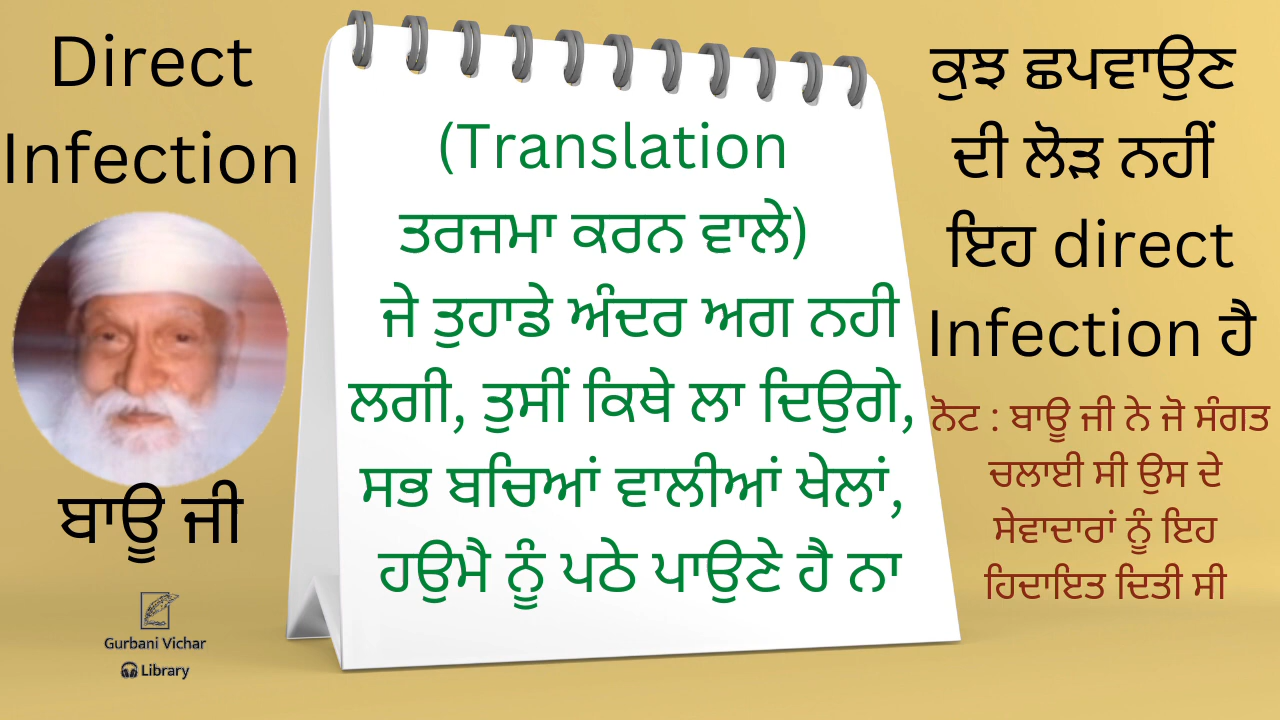 Direct
Infection
ਬਾਊ ਜੀ
Gurbani Vichar
Library
(Translation
ਤਰਜਮਾ ਕਰਨ ਵਾਲੇ)
ਜੇ ਤੁਹਾਡੇ ਅੰਦਰ ਅਗ ਨਹੀ
ਲਗੀ, ਤੁਸੀਂ ਕਿਥੇ ਲਾ ਦਿਉਗੇ,
ਸਭ ਬਚਿਆਂ ਵਾਲੀਆਂ ਖੇਲਾਂ,
ਹਉਮੈ ਨੂੰ ਪਠੇ ਪਾਉਣੇ ਹੈ ਨਾ
ਕੁਝ ਛਪਵਾਉਣ
ਦੀ ਲੋੜ ਨਹੀਂ
ਇਹ direct
Infection ਹੈ
ਨੋਟ : ਬਾਊ ਜੀ ਨੇ ਜੋ ਸੰਗਤ
ਚਲਾਈ ਸੀ ਉਸ ਦੇ
ਸੇਵਾਦਾਰਾਂ ਨੂੰ ਇਹ
ਹਿਦਾਇਤ ਦਿਤੀ ਸੀ